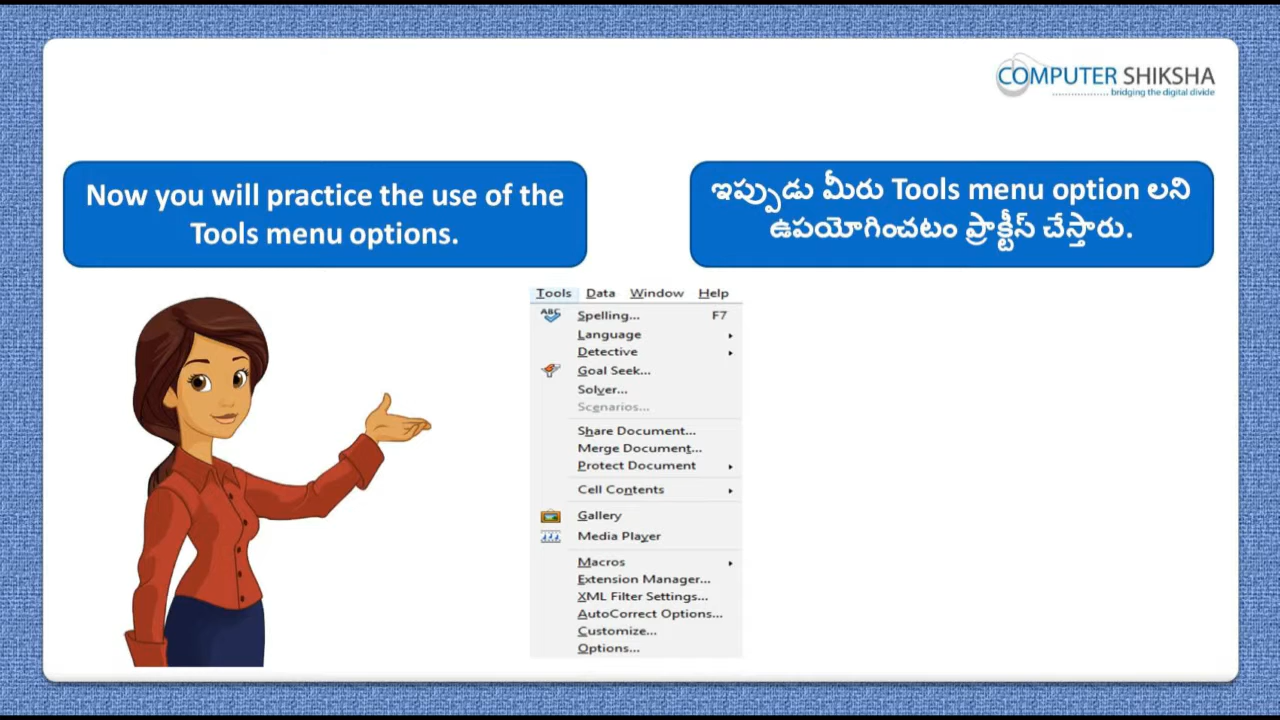 COMPUTER SHIKSHA
bridging the digital divide
Now you will practice the use of the
Tools menu options.
ఇప్పుడు మీరు Tools menu option లని
ఉపయోగించటం ప్రాక్టీస్ చేస్తారు.
Tools Data Window Help
ABC Spelling... F7
Language
Detective
Goal Seek...
Solver...
Scenarios...
Share Document...
Merge Document...
Protect Document
Cell Contents
Gallery
Media Player
Macros
Extension Manager...
XML Filter Settings...
AutoCorrect Options...
Customize...
Options...